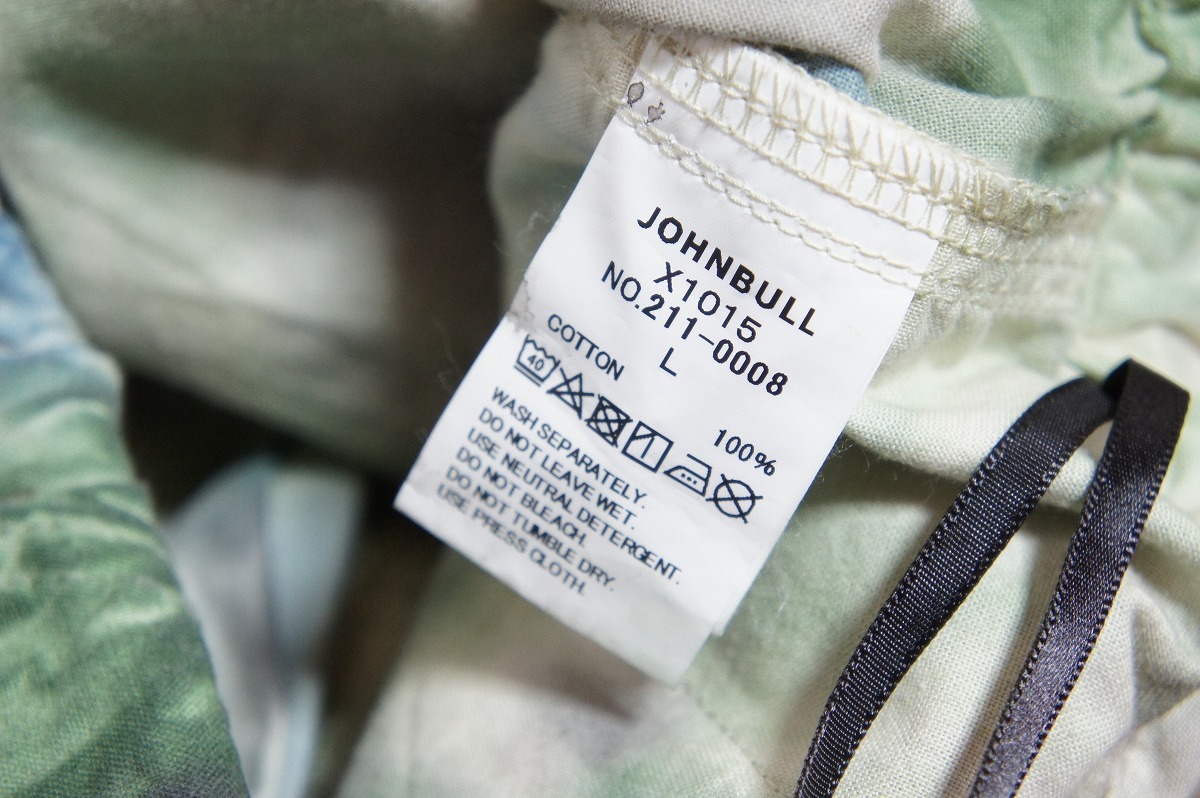 JOHNBULL
X1015
NO.211-0008
L
COTTON 100%
40
WASH SEPARATELY.
DO NOT LEAVE WET.
USE NEUTRAL DETERGENT.
DO NOT BLEACH.
DO NOT TUMBLE DRY.
USE PRESS CLOTH.